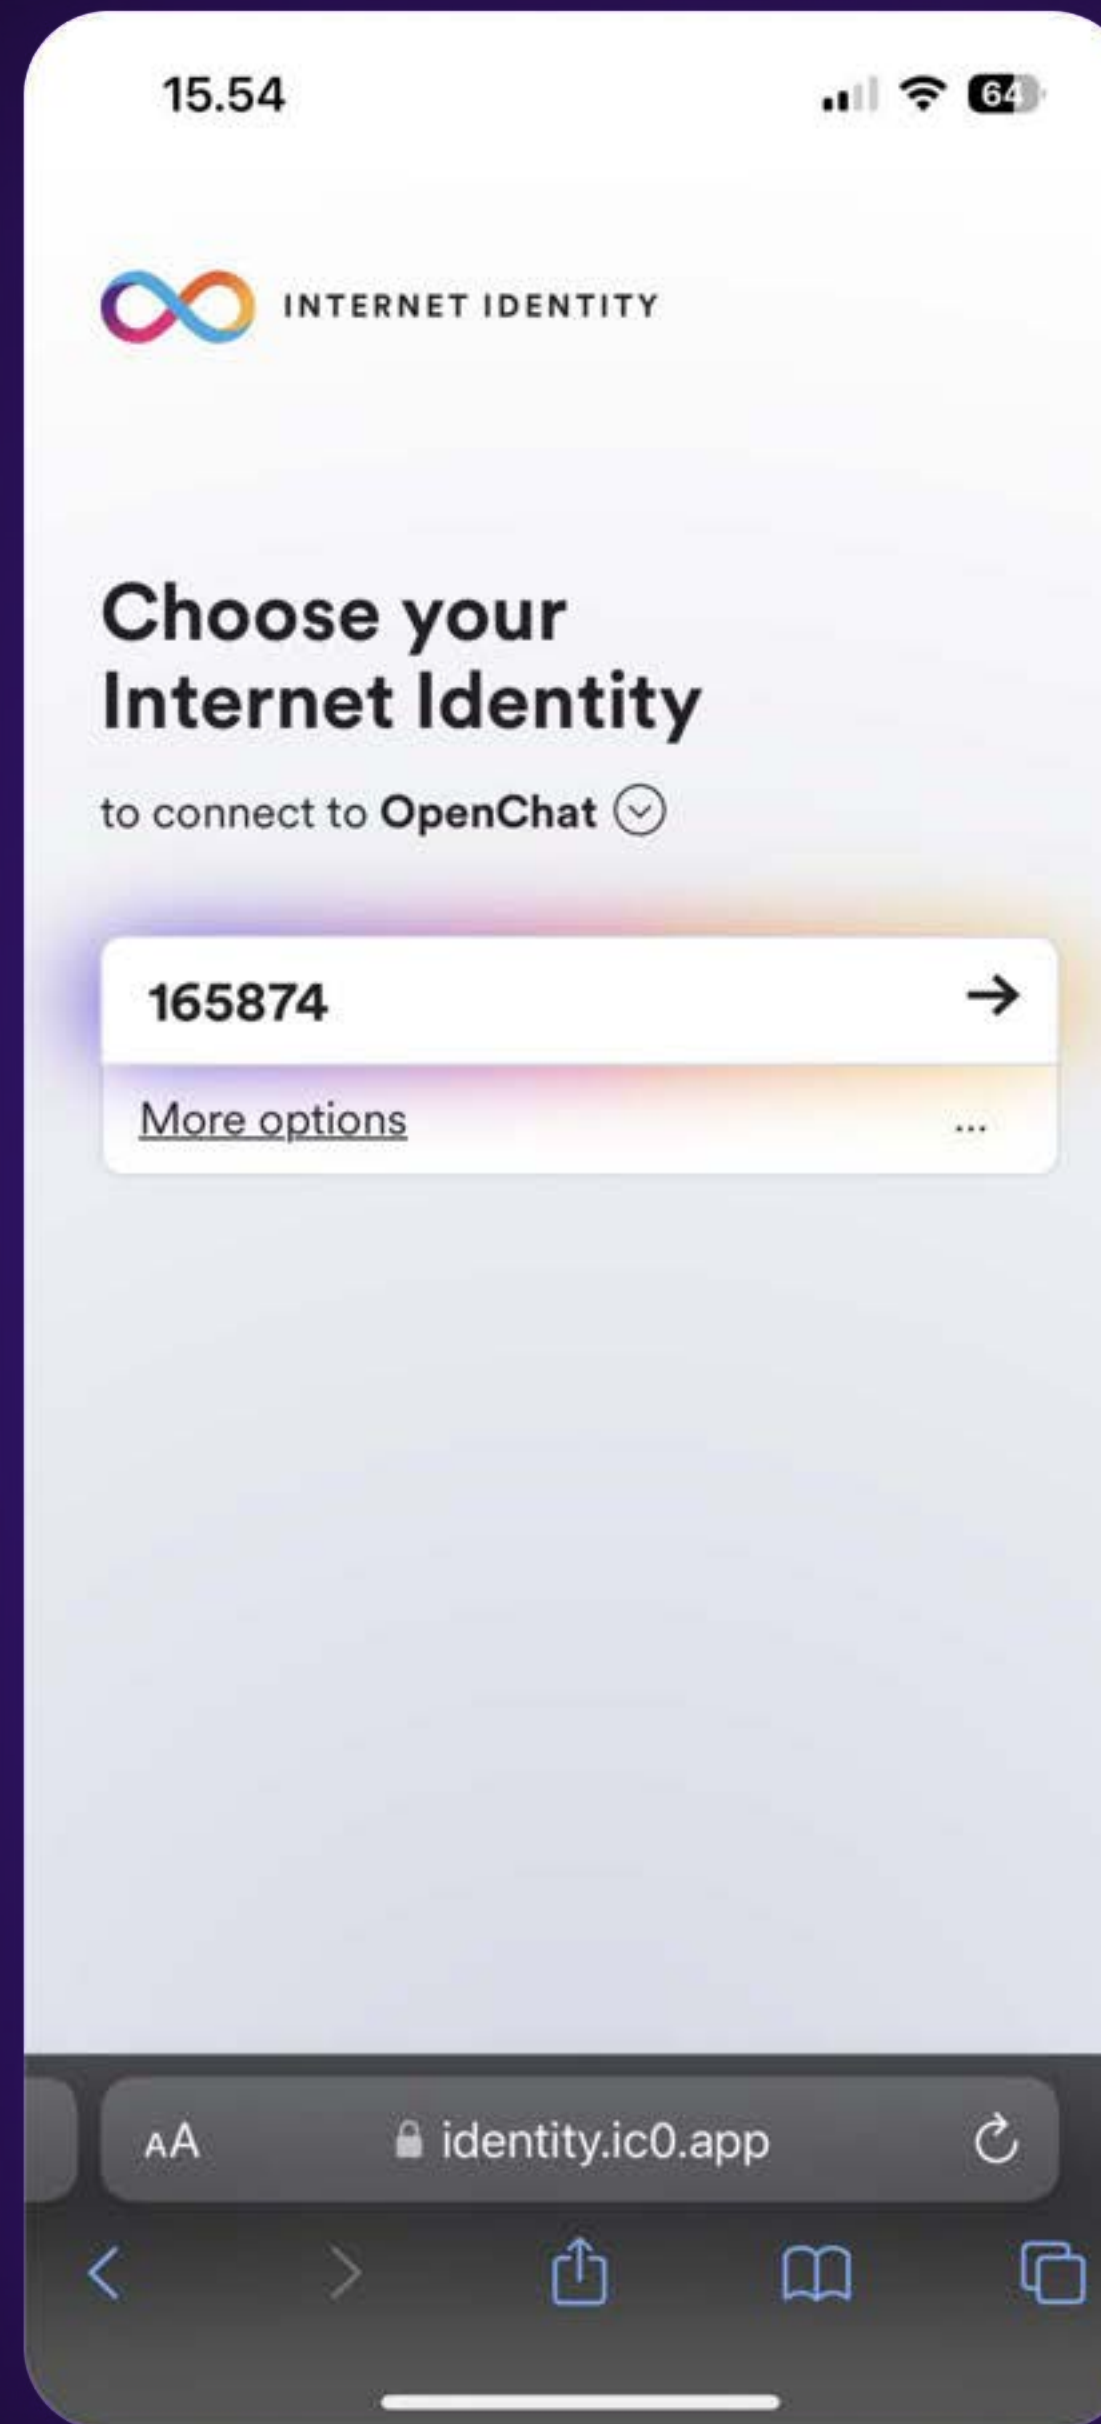 15.54
64
INTERNET IDENTITY
Choose your
Internet Identity
to connect to OpenChat
165874
More options
...
AA
identity.ic0.app